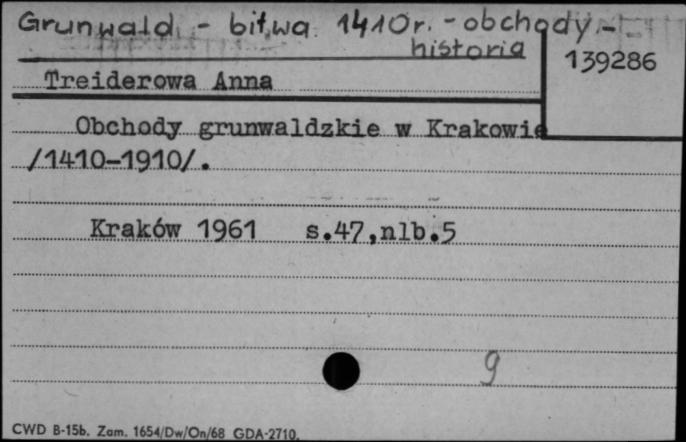 Grunwald - bitwa 1410r. - obchody -
historia
139286
Treiderowa Anna
Obchody grunwaldzkie w Krakowie
/1410-1910/.
Kraków 1961 s.47,nlb.5
9
CWD B-15b. Zam. 1654/Dw/On/68 GDA-2710.